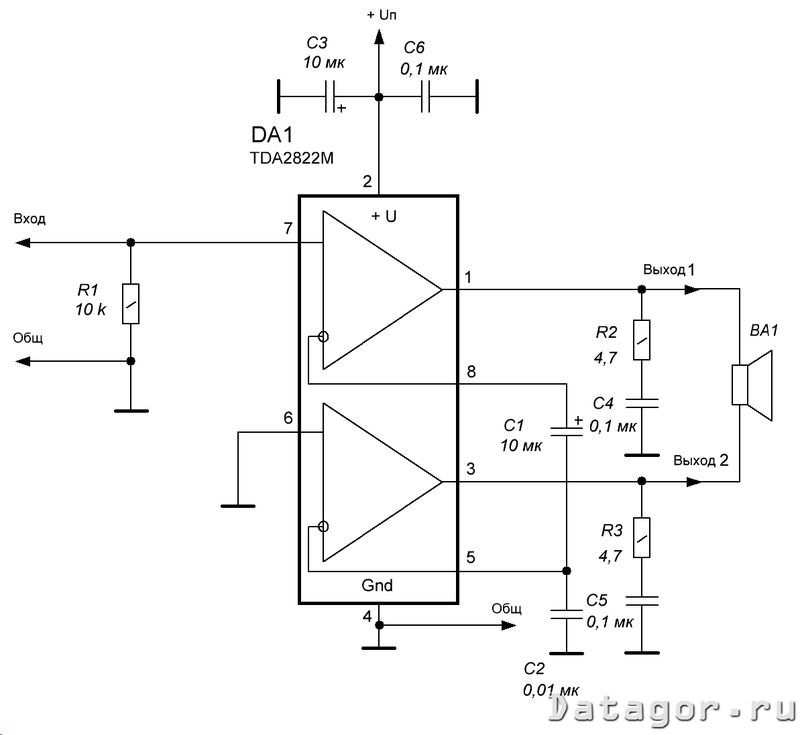 + Uп
C3
10 мк
C6
0,1 мк
DA1
TDA2822M
2
+ U
Вход
7
R1
10 k
Общ
1
Выход 1
R2
4,7
BA1
8
6
C1
10 мк
+
+
C4
0,1 мк
3
Выход 2
R3
4,7
5
Gnd
4
Общ
C5
0,1 мк
C2
0,01 мк
Datagor.ru